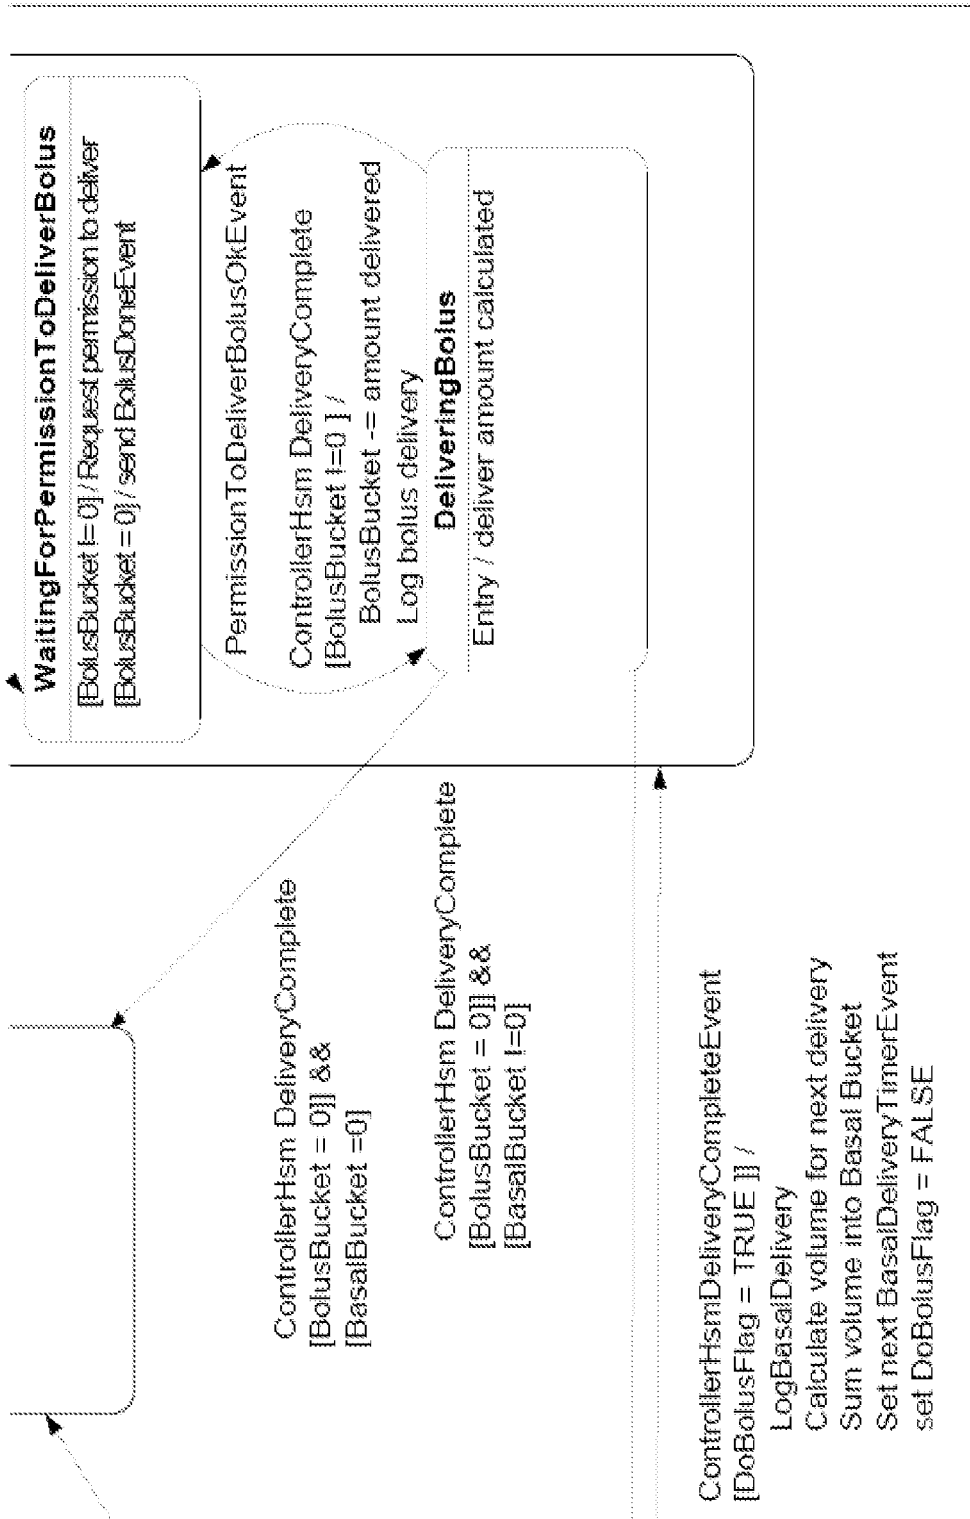 WaitingForPermissionToDeliverBolus
[BolusBucket != 0] / Request permission to deliver
[BolusBucket = 0] / send BolusDoneEvent
PermissionToDeliverBolusOkEvent
ControllerHsm DeliveryComplete
[BolusBucket !=0 ] /
BolusBucket -= amount delivered
Log bolus delivery
DeliveringBolus
Entry / deliver amount calculated
ControllerHsm DeliveryComplete
[BolusBucket = 0]] &&
[BasalBucket =0]
ControllerHsm DeliveryComplete
[BolusBucket = 0]] &&
[BasalBucket !=0]
ControllerHsmDeliveryCompleteEvent
[DoBolusFlag = TRUE ]] /
LogBasalDelivery
Calculate volume for next delivery
Sum volume into Basal Bucket
Set next BasalDeliveryTimerEvent
set DoBolusFlag = FALSE